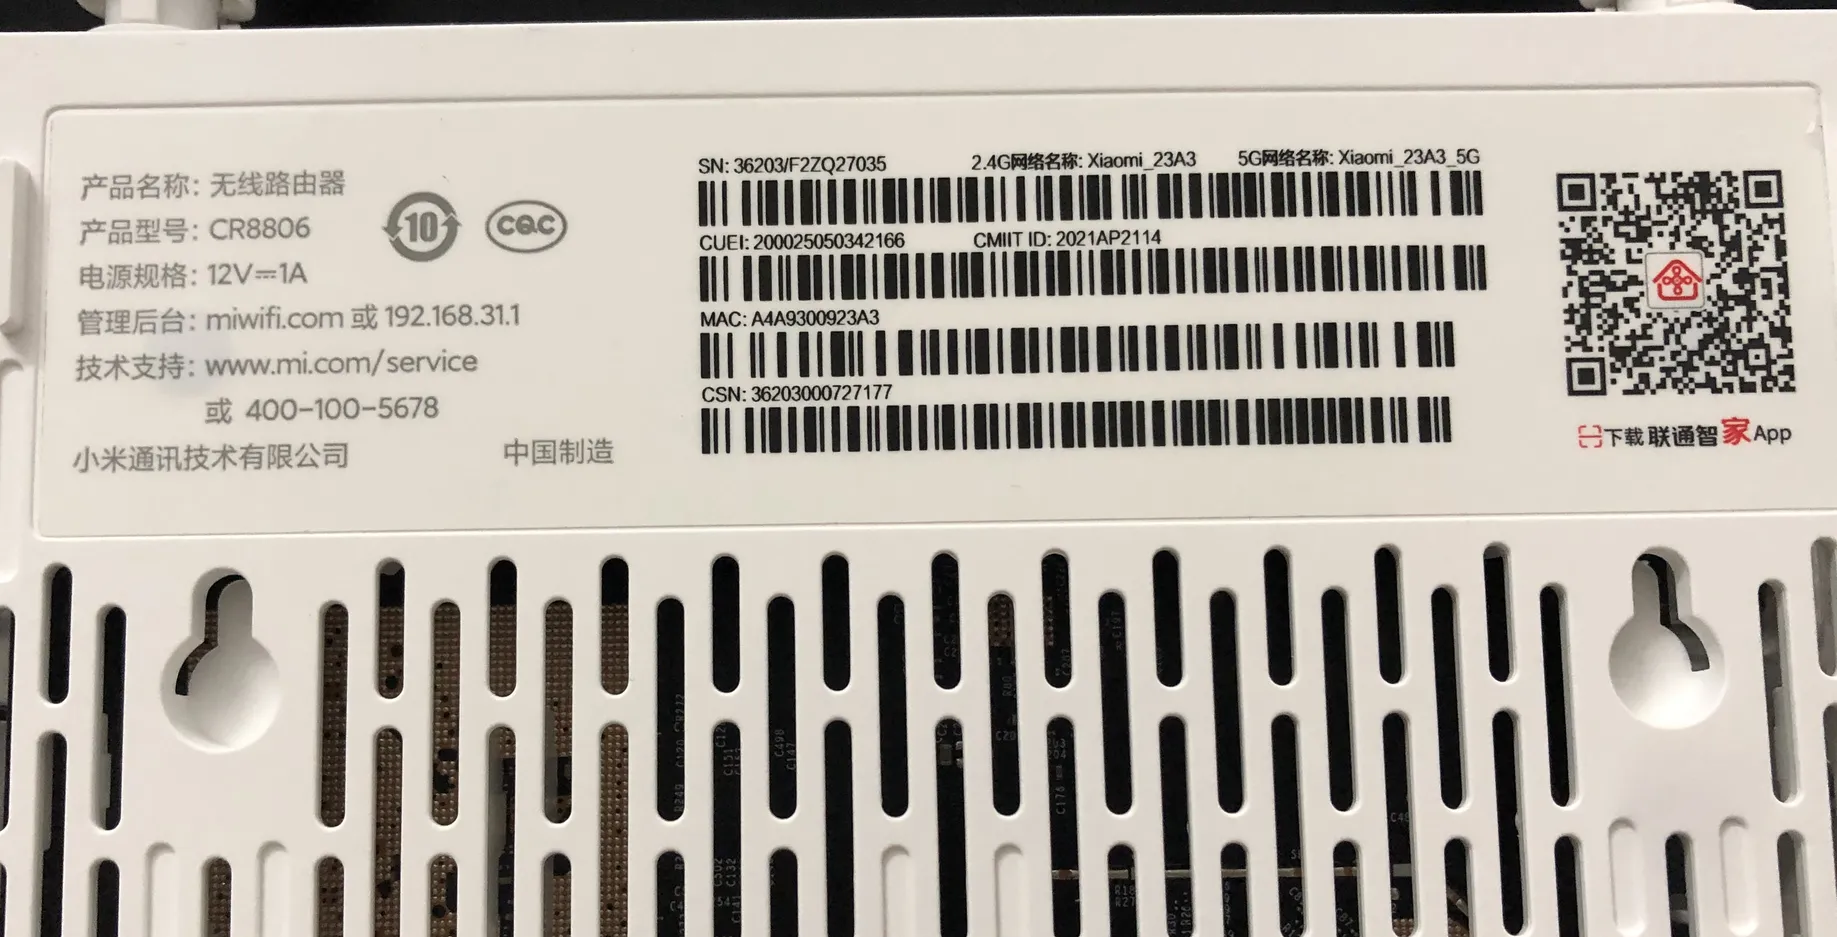 产品名称: 无线路由器
产品型号: CR8806
电源规格: 12V⎓1A
管理后台: miwifi.com 或 192.168.31.1
技术支持: www.mi.com/service
或 400-100-5678
小米通讯技术有限公司 中国制造
10
CQC
SN: 36203/F2ZQ27035 2.4G网络名称: Xiaomi_23A3 5G网络名称: Xiaomi_23A3_5G
CUEI: 200025050342166 CMIIT ID: 2021AP2114
MAC: A4A9300923A3
CSN: 36203000727177
下载 联通智家App